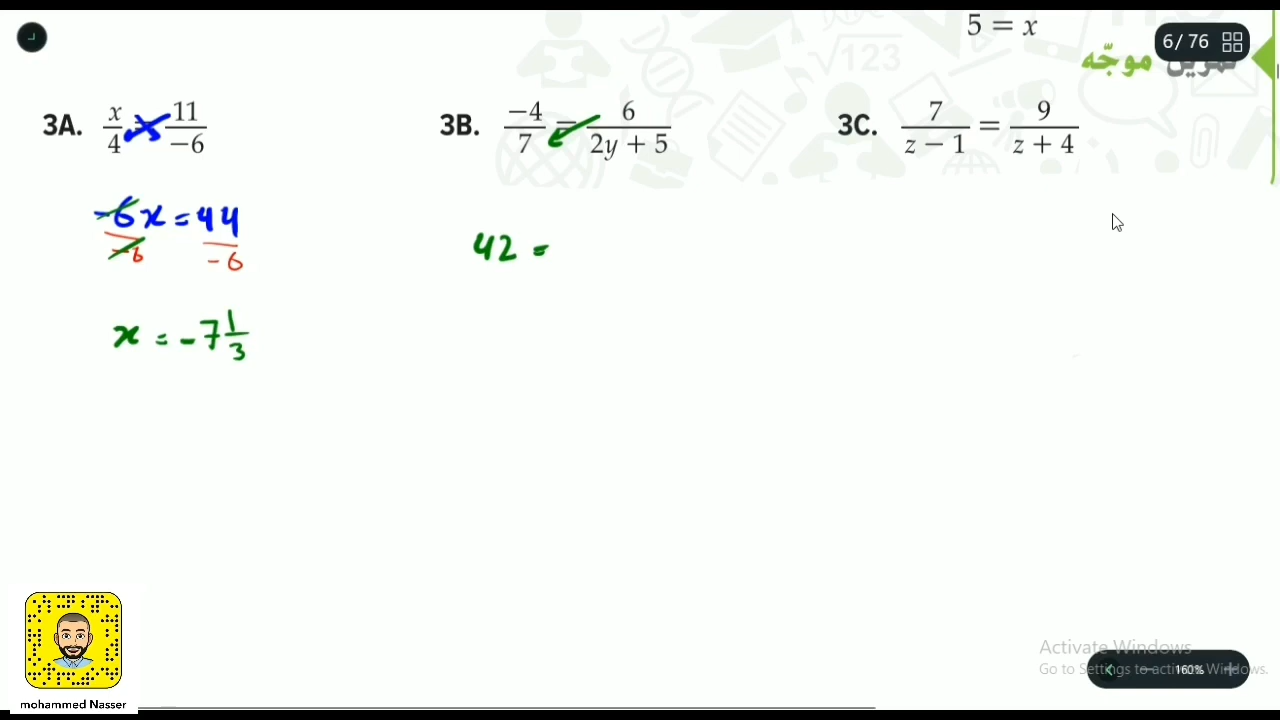 5 = x
6 / 76
تمرين موجّه
√123
3A. x/4 = 11/−6
3B. −4/7 = 6/(2y + 5)
3C. 7/(z − 1) = 9/(z + 4)
-6x = 44
-6 -6
x = -7 1/3
42 =
Activate Windows
Go to Settings to activate Windows.
160%
mohammed Nasser